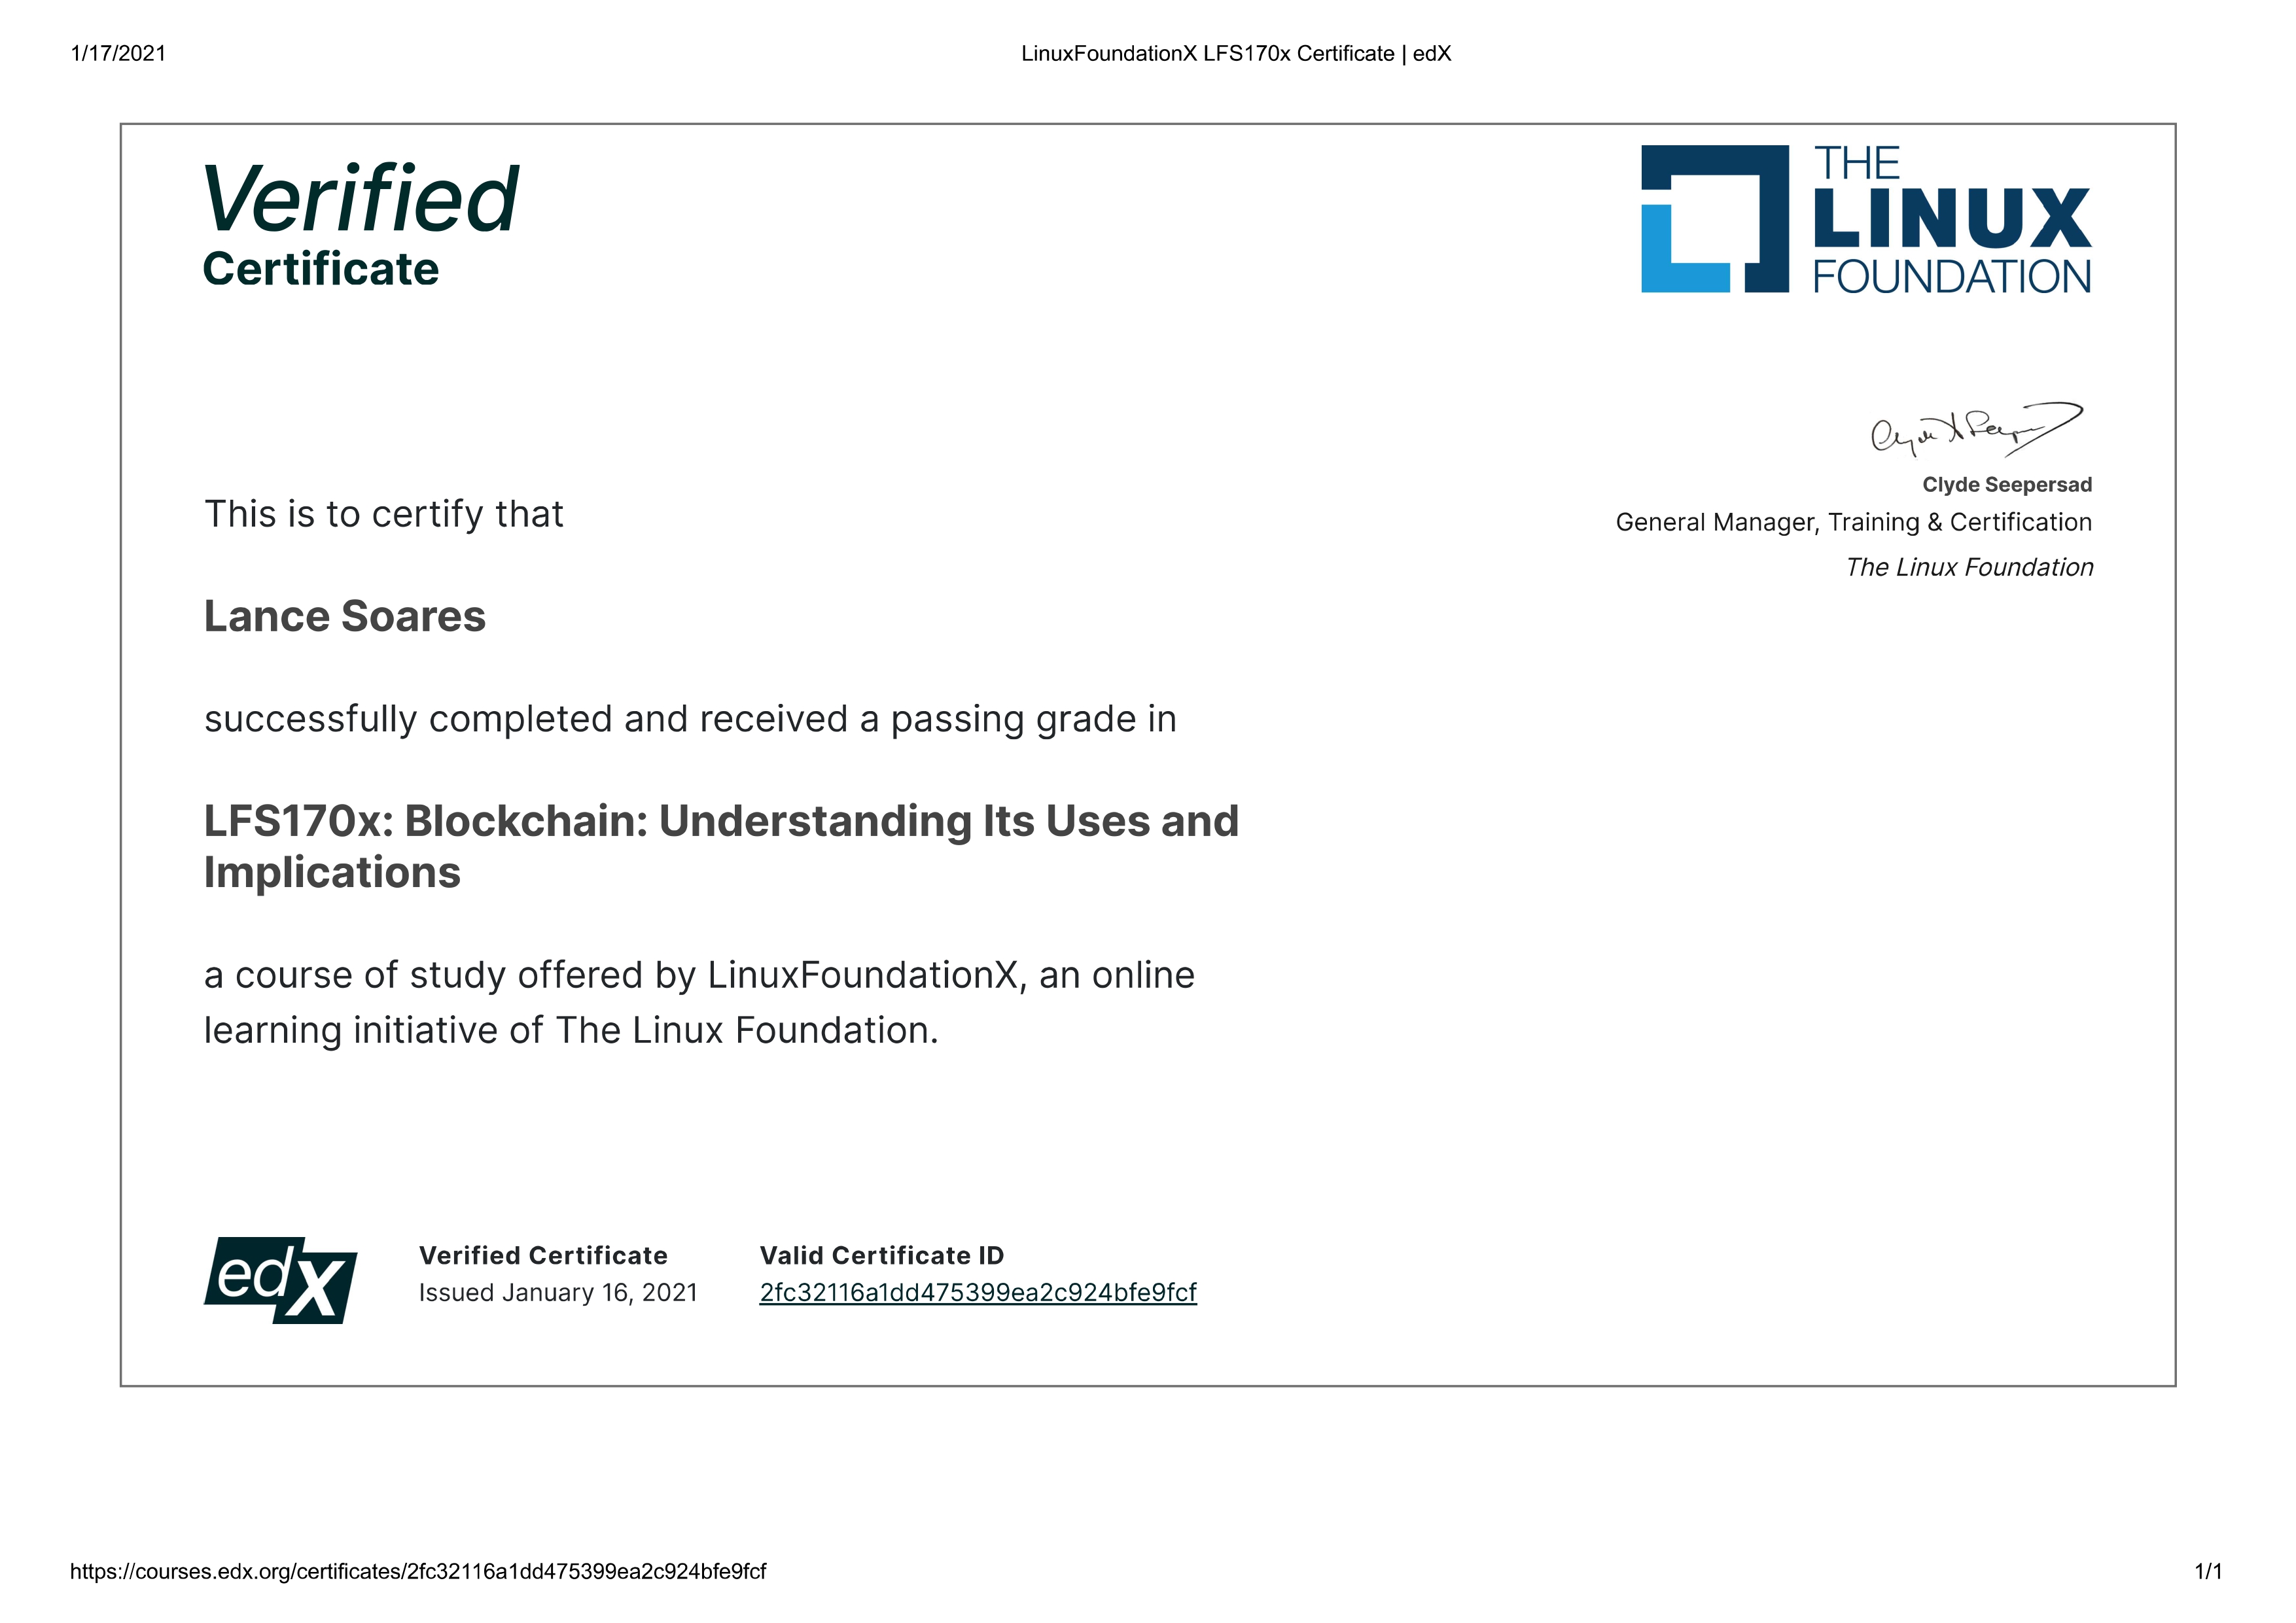 1/17/2021
LinuxFoundationX LFS170x Certificate | edX
Verified
Certificate
THE
LINUX
FOUNDATION
Clyde Seepersad
General Manager, Training & Certification
The Linux Foundation
This is to certify that
Lance Soares
successfully completed and received a passing grade in
LFS170x: Blockchain: Understanding Its Uses and
Implications
a course of study offered by LinuxFoundationX, an online
learning initiative of The Linux Foundation.
edX
Verified Certificate
Issued January 16, 2021
Valid Certificate ID
2fc32116a1dd475399ea2c924bfe9fcf
https://courses.edx.org/certificates/2fc32116a1dd475399ea2c924bfe9fcf
1/1